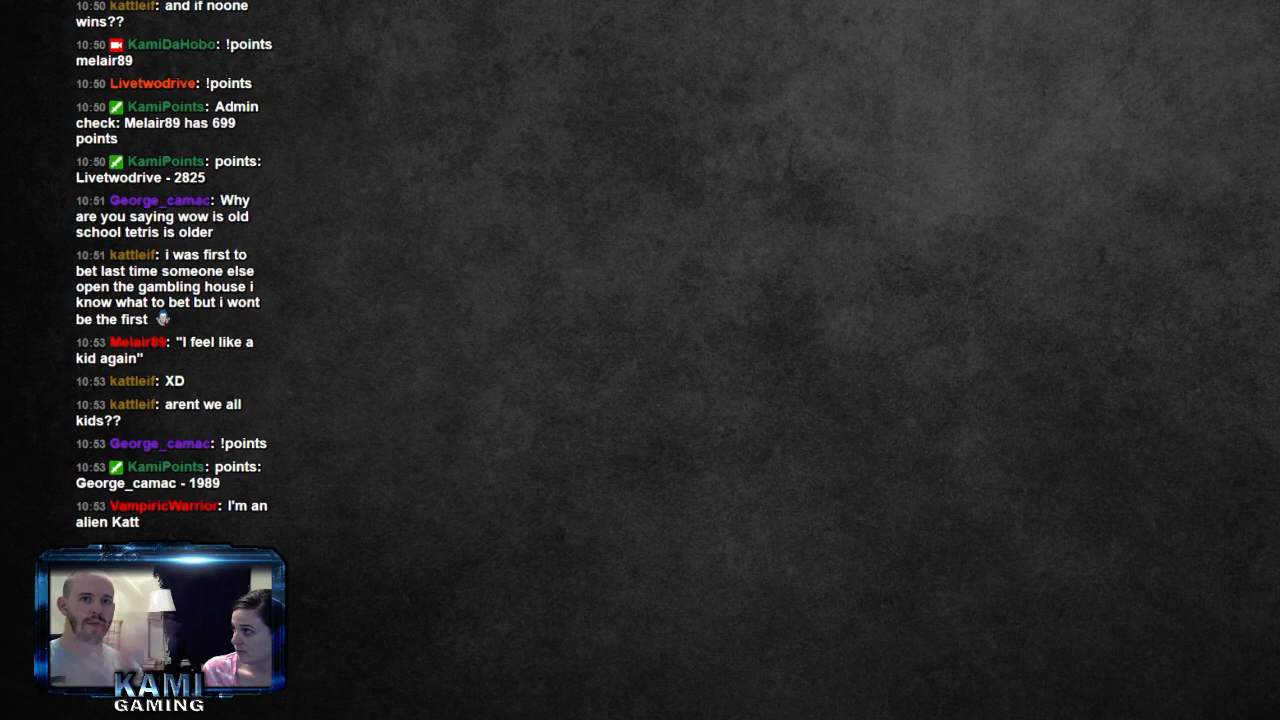 10:50 kattleif: and if noone
wins??
10:50 KamiDaHobo: !points
melair89
10:50 Livetwodrive: !points
10:50 KamiPoints: Admin
check: Melair89 has 699
points
10:50 KamiPoints: points:
Livetwodrive - 2825
10:51 George_camac: Why
are you saying wow is old
school tetris is older
10:51 kattleif: i was first to
bet last time someone else
open the gambling house i
know what to bet but i wont
be the first
10:53 Melair89: "I feel like a
kid again"
10:53 kattleif: XD
10:53 kattleif: arent we all
kids??
10:53 George_camac: !points
10:53 KamiPoints: points:
George_camac - 1989
10:53 VampiricWarrior: I'm an
alien Katt
KAMI
GAMING